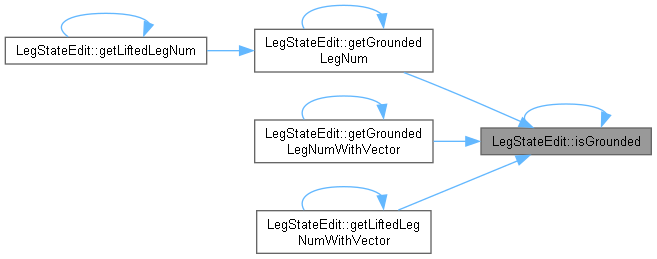 LegStateEdit::getLiftedLegNum
LegStateEdit::getGrounded
LegNum
LegStateEdit::getGrounded
LegNumWithVector
LegStateEdit::isGrounded
LegStateEdit::getLiftedLeg
NumWithVector